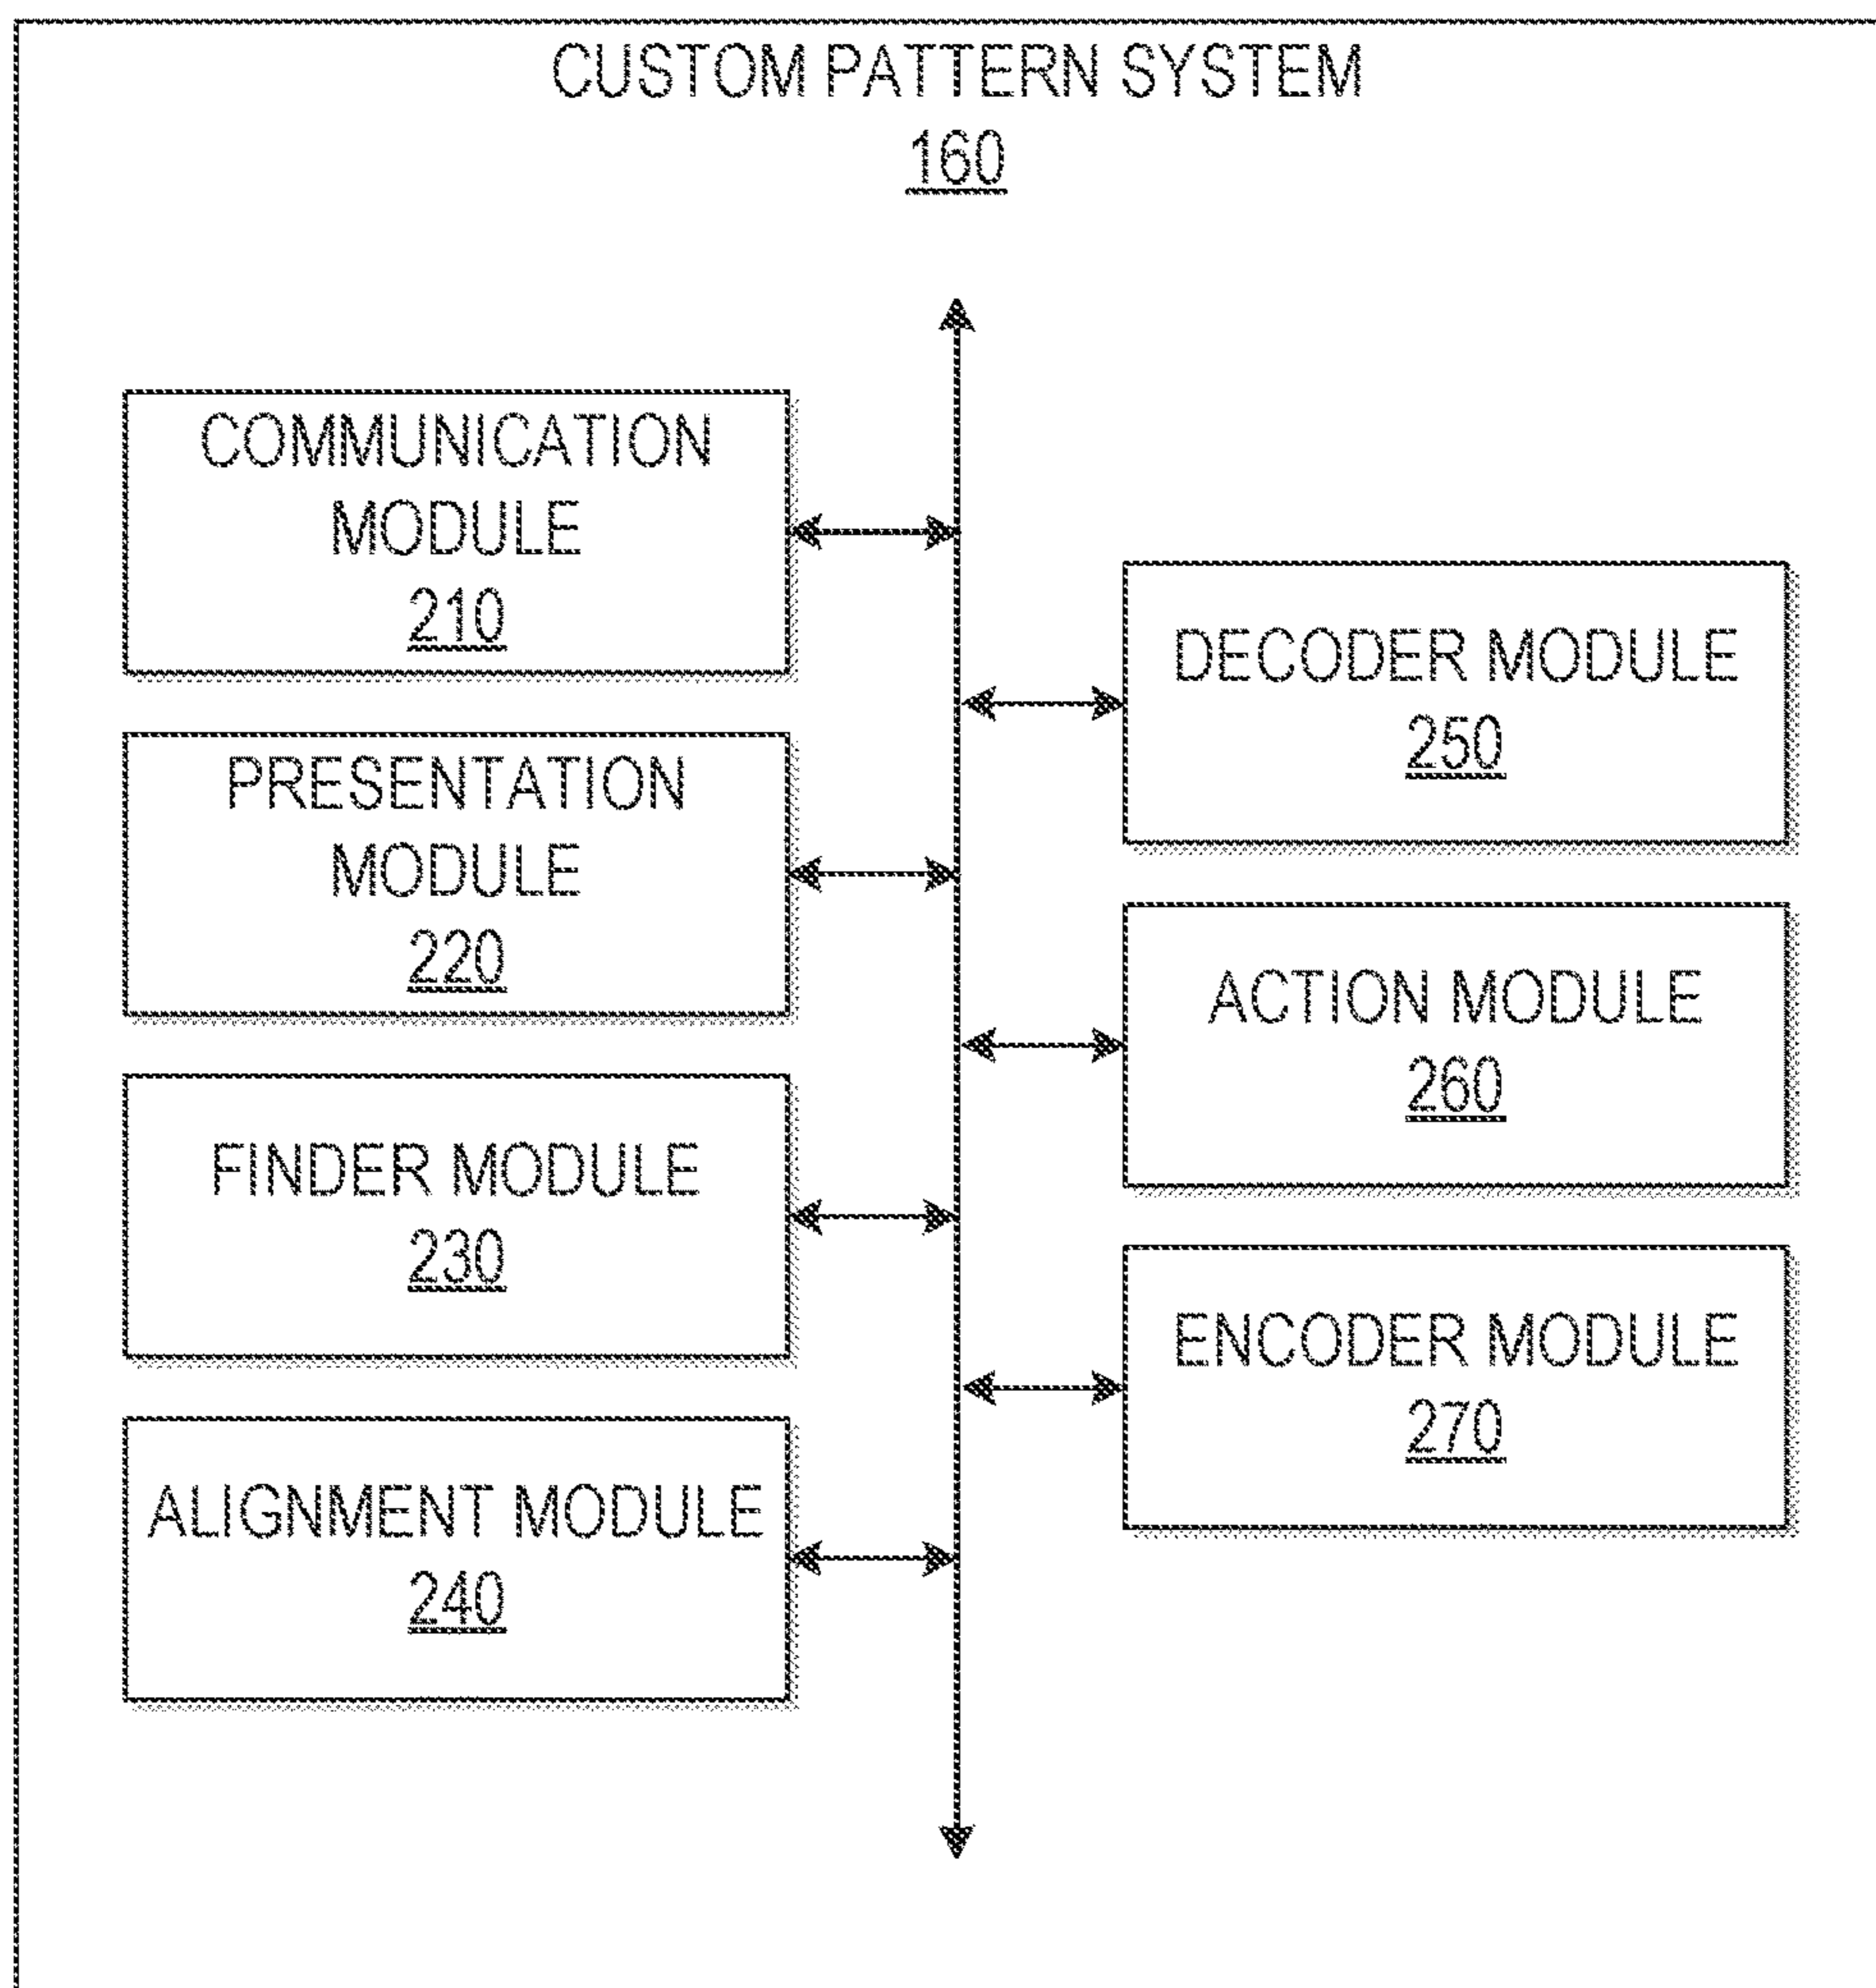 CUSTOM PATTERN SYSTEM
160
COMMUNICATION
MODULE
210
PRESENTATION
MODULE
220
FINDER MODULE
230
ALIGNMENT MODULE
240
DECODER MODULE
250
ACTION MODULE
260
ENCODER MODULE
270